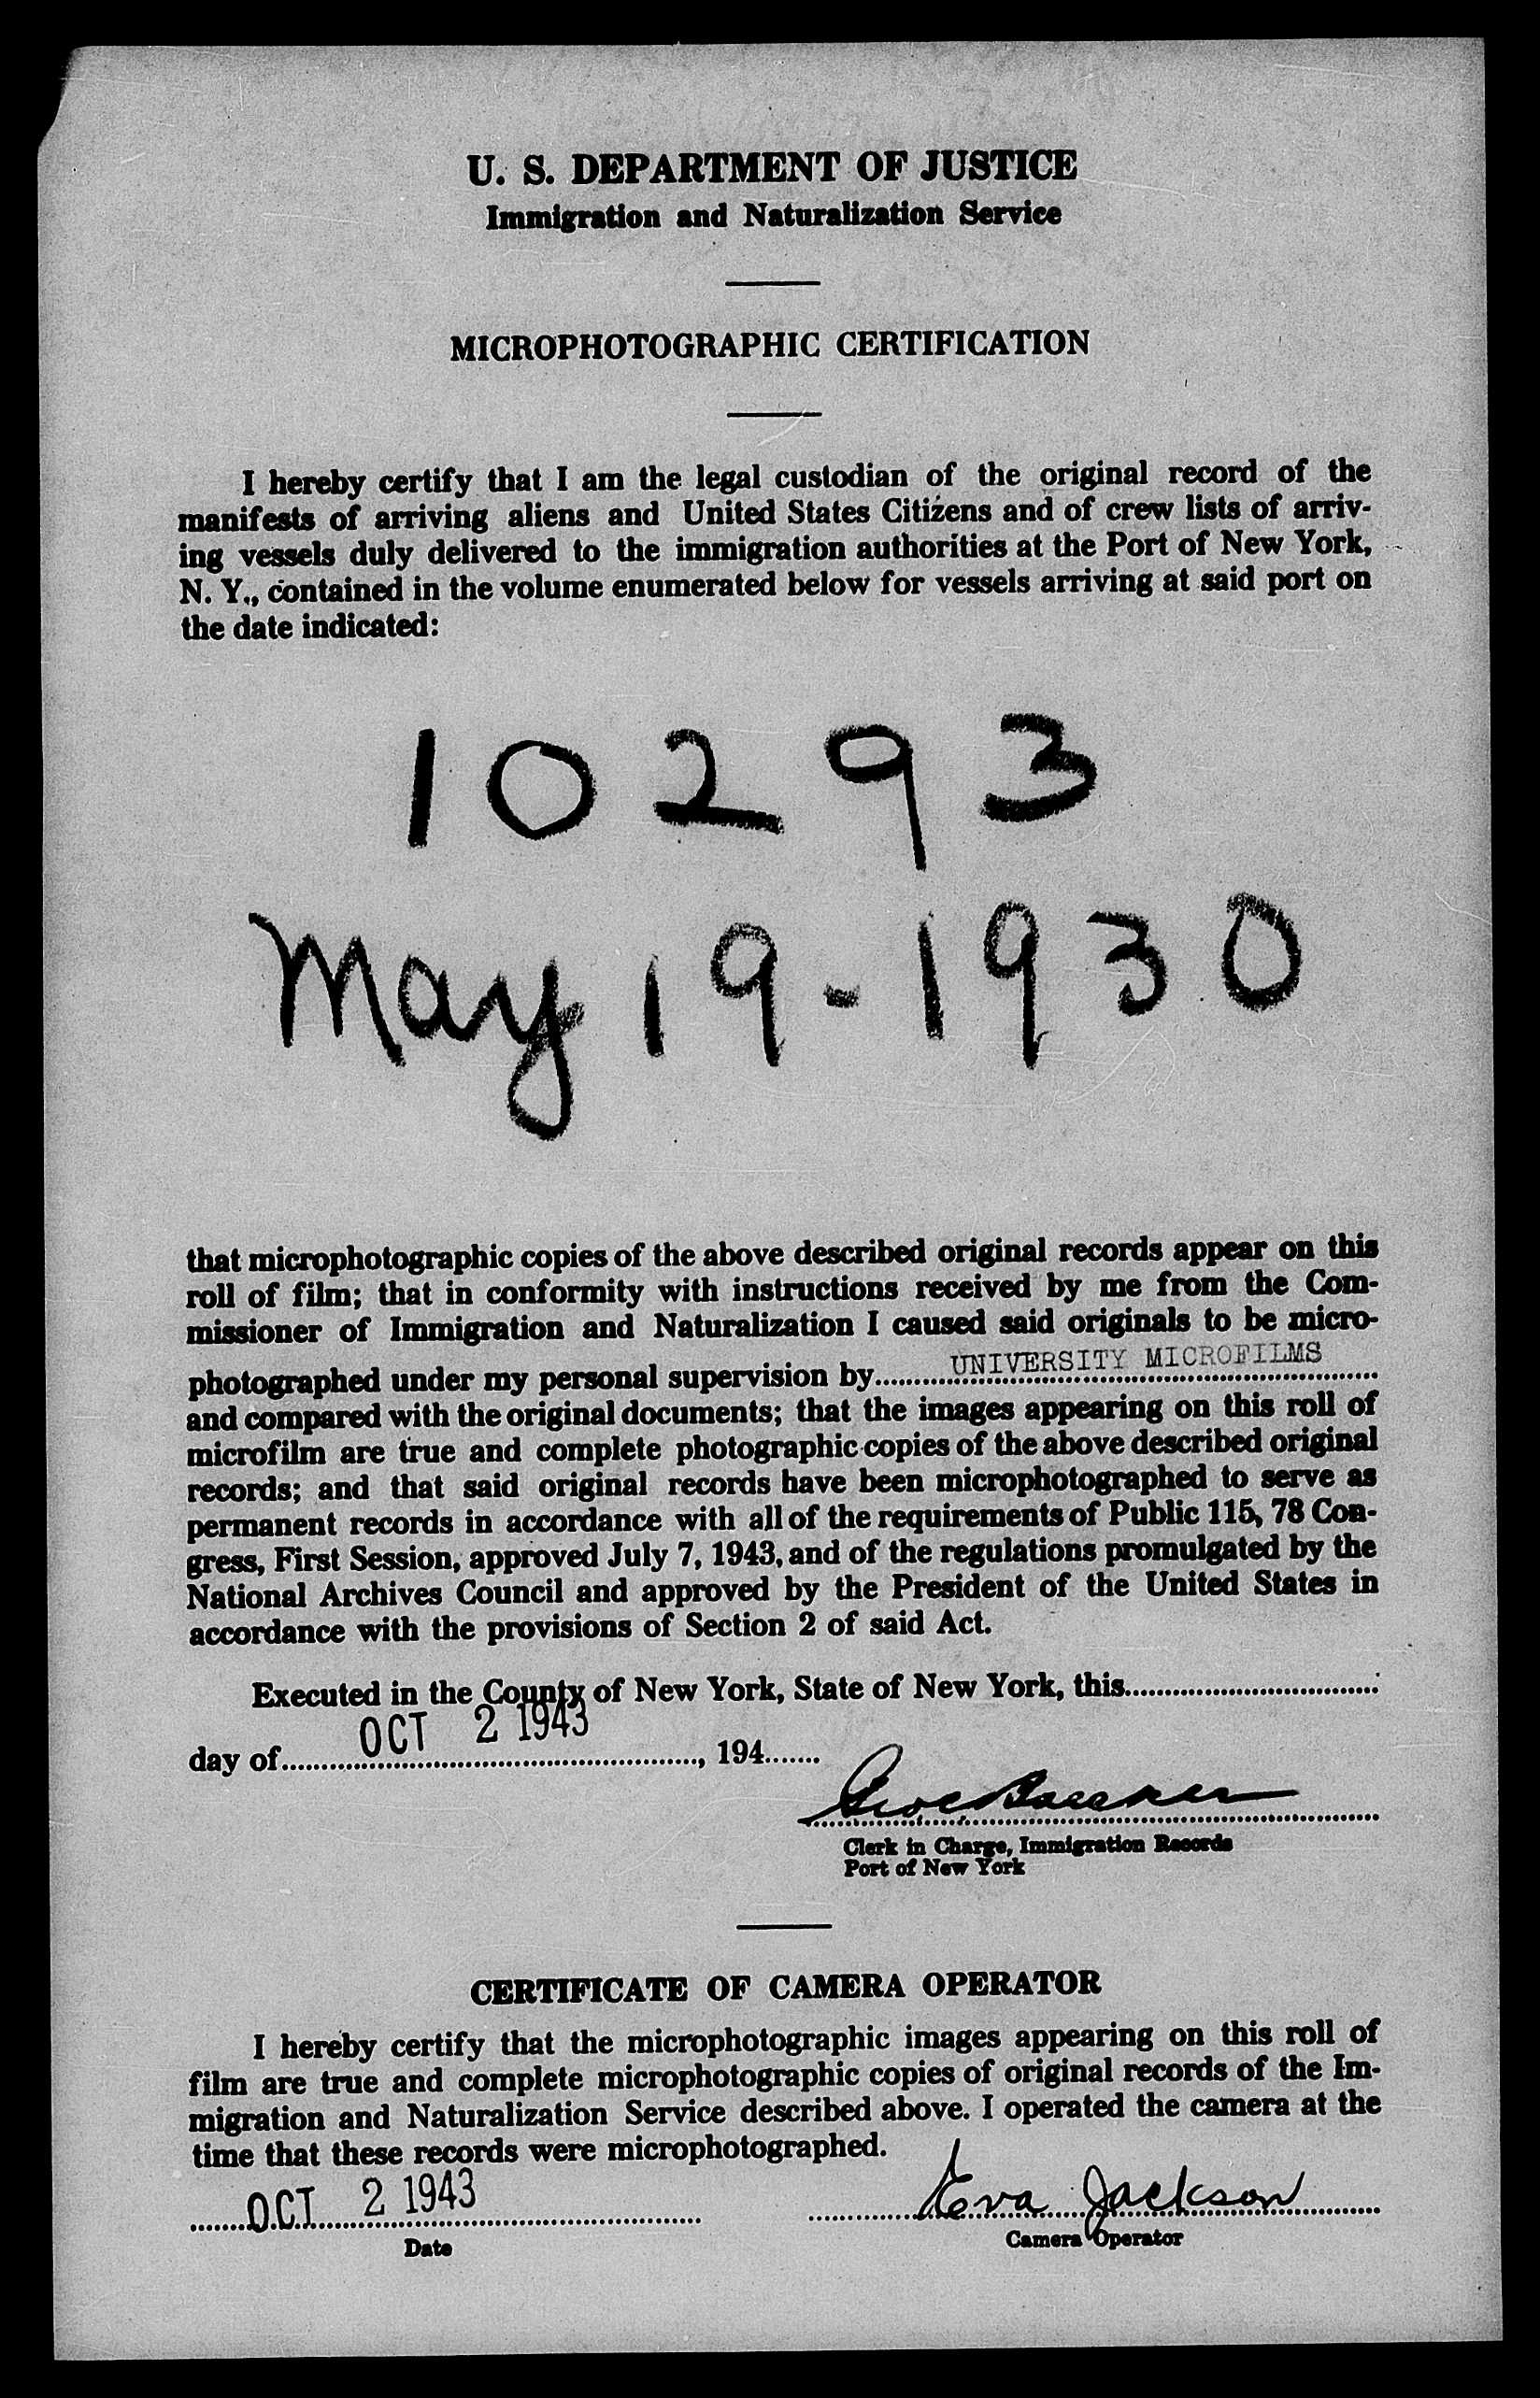 U. S. DEPARTMENT OF JUSTICE
Immigration and Naturalization Service
MICROPHOTOGRAPHIC CERTIFICATION
I hereby certify that I am the legal custodian of the original record of the
manifests of arriving aliens and United States Citizens and of crew lists of arriv-
ing vessels duly delivered to the immigration authorities at the Port of New York,
N. Y., contained in the volume enumerated below for vessels arriving at said port on
the date indicated:
10293
May 19-1930
that microphotographic copies of the above described original records appear on this
roll of film; that in conformity with instructions received by me from the Com-
missioner of Immigration and Naturalization I caused said originals to be micro-
photographed under my personal supervision by UNIVERSITY MICROFILMS
and compared with the original documents; that the images appearing on this roll of
microfilm are true and complete photographic copies of the above described original
records; and that said original records have been microphotographed to serve as
permanent records in accordance with all of the requirements of Public 115, 78 Con-
gress, First Session, approved July 7, 1943, and of the regulations promulgated by the
National Archives Council and approved by the President of the United States in
accordance with the provisions of Section 2 of said Act.
Executed in the County of New York, State of New York, this
day of OCT 2 1943, 194
Clerk in Charge, Immigration Records
Port of New York
CERTIFICATE OF CAMERA OPERATOR
I hereby certify that the microphotographic images appearing on this roll of
film are true and complete microphotographic copies of original records of the Im-
migration and Naturalization Service described above. I operated the camera at the
time that these records were microphotographed.
OCT 2 1943 Eva Jackson
Date Camera Operator